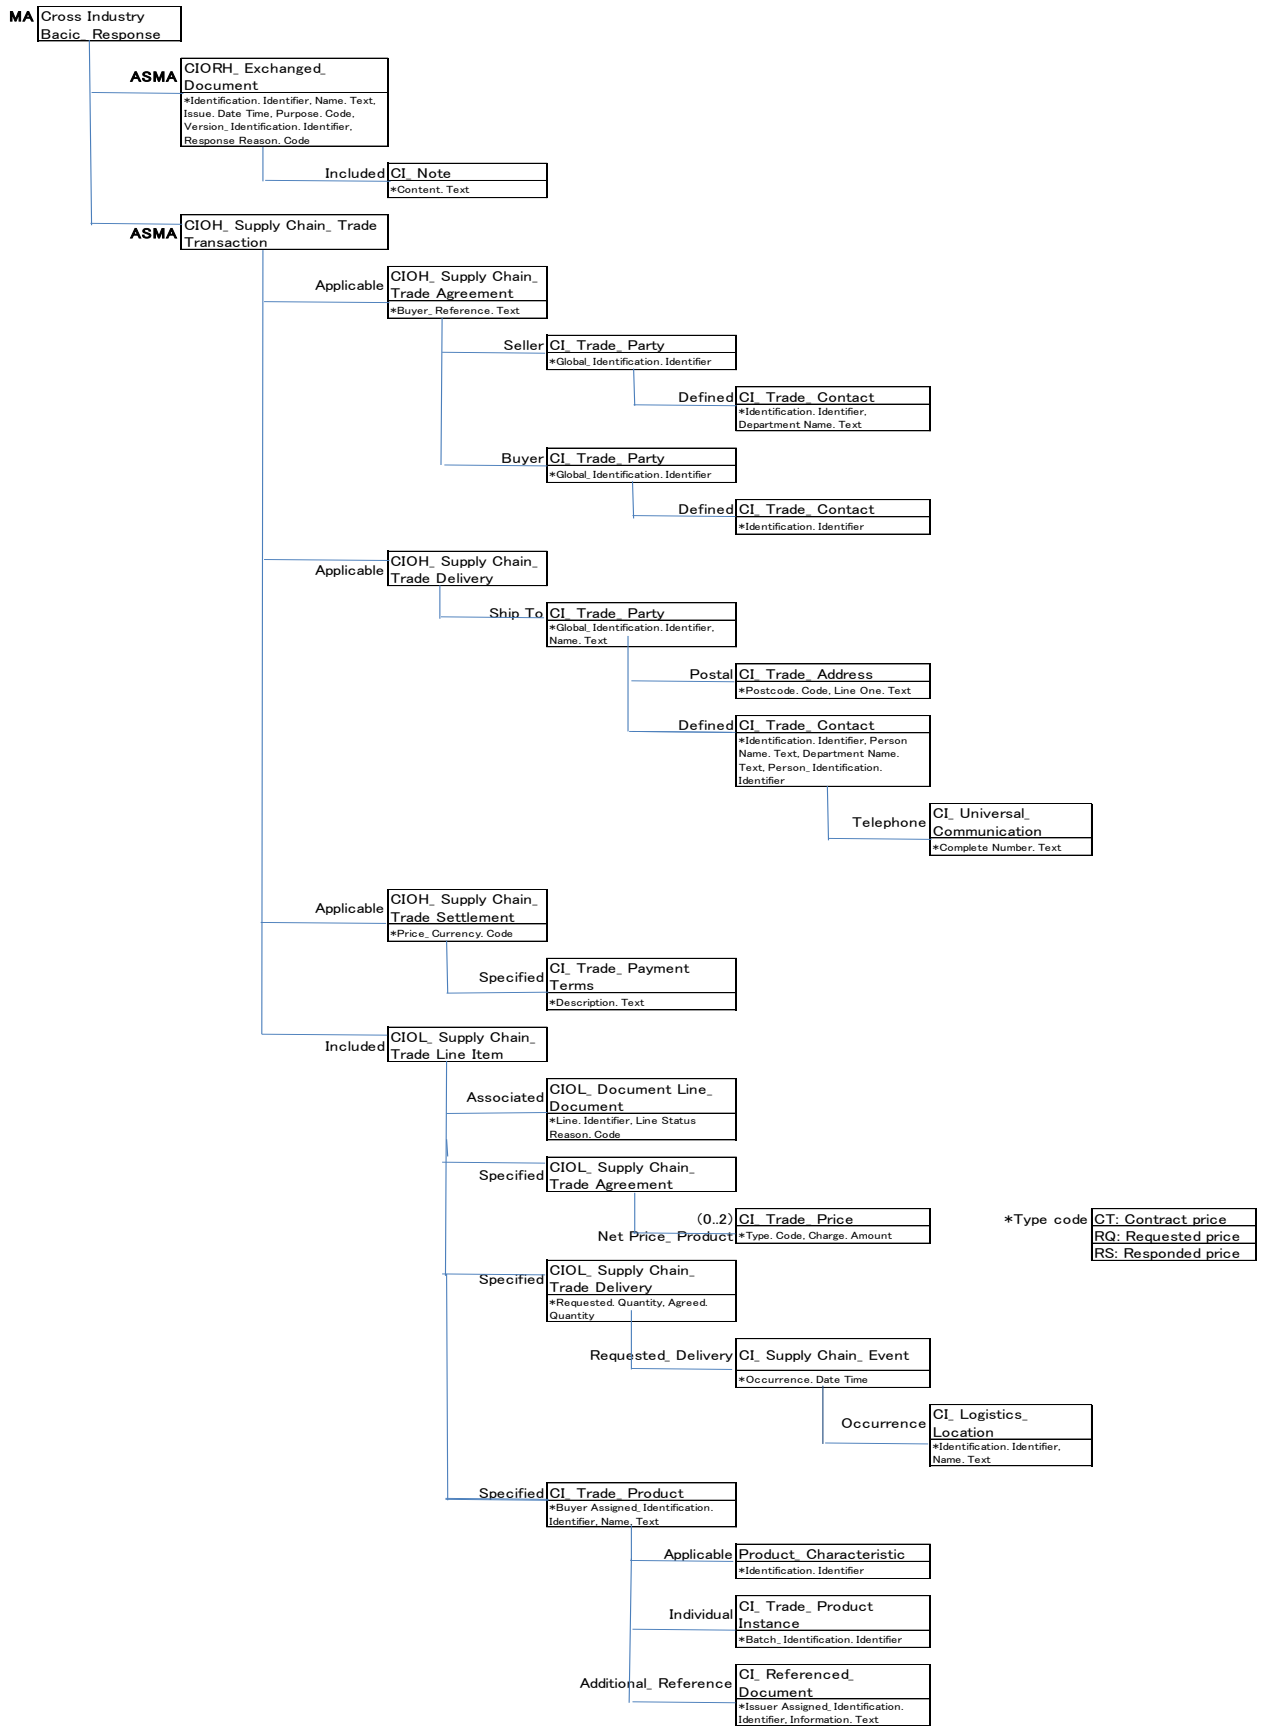 MA Cross Industry
Bacic_ Response
ASMA CIORH_ Exchanged_
Document
*Identification. Identifier, Name. Text,
Issue. Date Time, Purpose. Code,
Version_ Identification. Identifier,
Response Reason. Code
Included CI_ Note
*Content. Text
ASMA CIOH_ Supply Chain_ Trade
Transaction
Applicable CIOH_ Supply Chain_
Trade Agreement
*Buyer_ Reference. Text
Seller CI_ Trade_ Party
*Global_ Identification. Identifier
Defined CI_ Trade_ Contact
*Identification. Identifier,
Department Name. Text
Buyer CI_ Trade_ Party
*Global_ Identification. Identifier
Defined CI_ Trade_ Contact
*Identification. Identifier
Applicable CIOH_ Supply Chain_
Trade Delivery
Ship To CI_ Trade_ Party
*Global_ Identification. Identifier,
Name. Text
Postal CI_ Trade_ Address
*Postcode. Code, Line One. Text
Defined CI_ Trade_ Contact
*Identification. Identifier, Person
Name. Text, Department Name.
Text, Person_ Identification.
Identifier
Telephone CI_ Universal_
Communication
*Complete Number. Text
Applicable CIOH_ Supply Chain_
Trade Settlement
*Price_ Currency. Code
Specified CI_ Trade_ Payment
Terms
*Description. Text
Included CIOL_ Supply Chain_
Trade Line Item
Associated CIOL_ Document Line_
Document
*Line. Identifier, Line Status
Reason. Code
Specified CIOL_ Supply Chain_
Trade Agreement
(0..2) CI_ Trade_ Price
Net Price_ Product *Type. Code, Charge. Amount
*Type code CT: Contract price
RQ: Requested price
RS: Responded price
Specified CIOL_ Supply Chain_
Trade Delivery
*Requested. Quantity, Agreed.
Quantity
Requested_ Delivery CI_ Supply Chain_ Event
*Occurrence. Date Time
Occurrence CI_ Logistics_
Location
*Identification. Identifier,
Name. Text
Specified CI_ Trade_ Product
*Buyer Assigned_ Identification.
Identifier, Name. Text
Applicable Product_ Characteristic
*Identification. Identifier
Individual CI_ Trade_ Product
Instance
*Batch_ Identification. Identifier
Additional_ Reference CI_ Referenced_
Document
*Issuer Assigned_ Identification.
Identifier, Information. Text